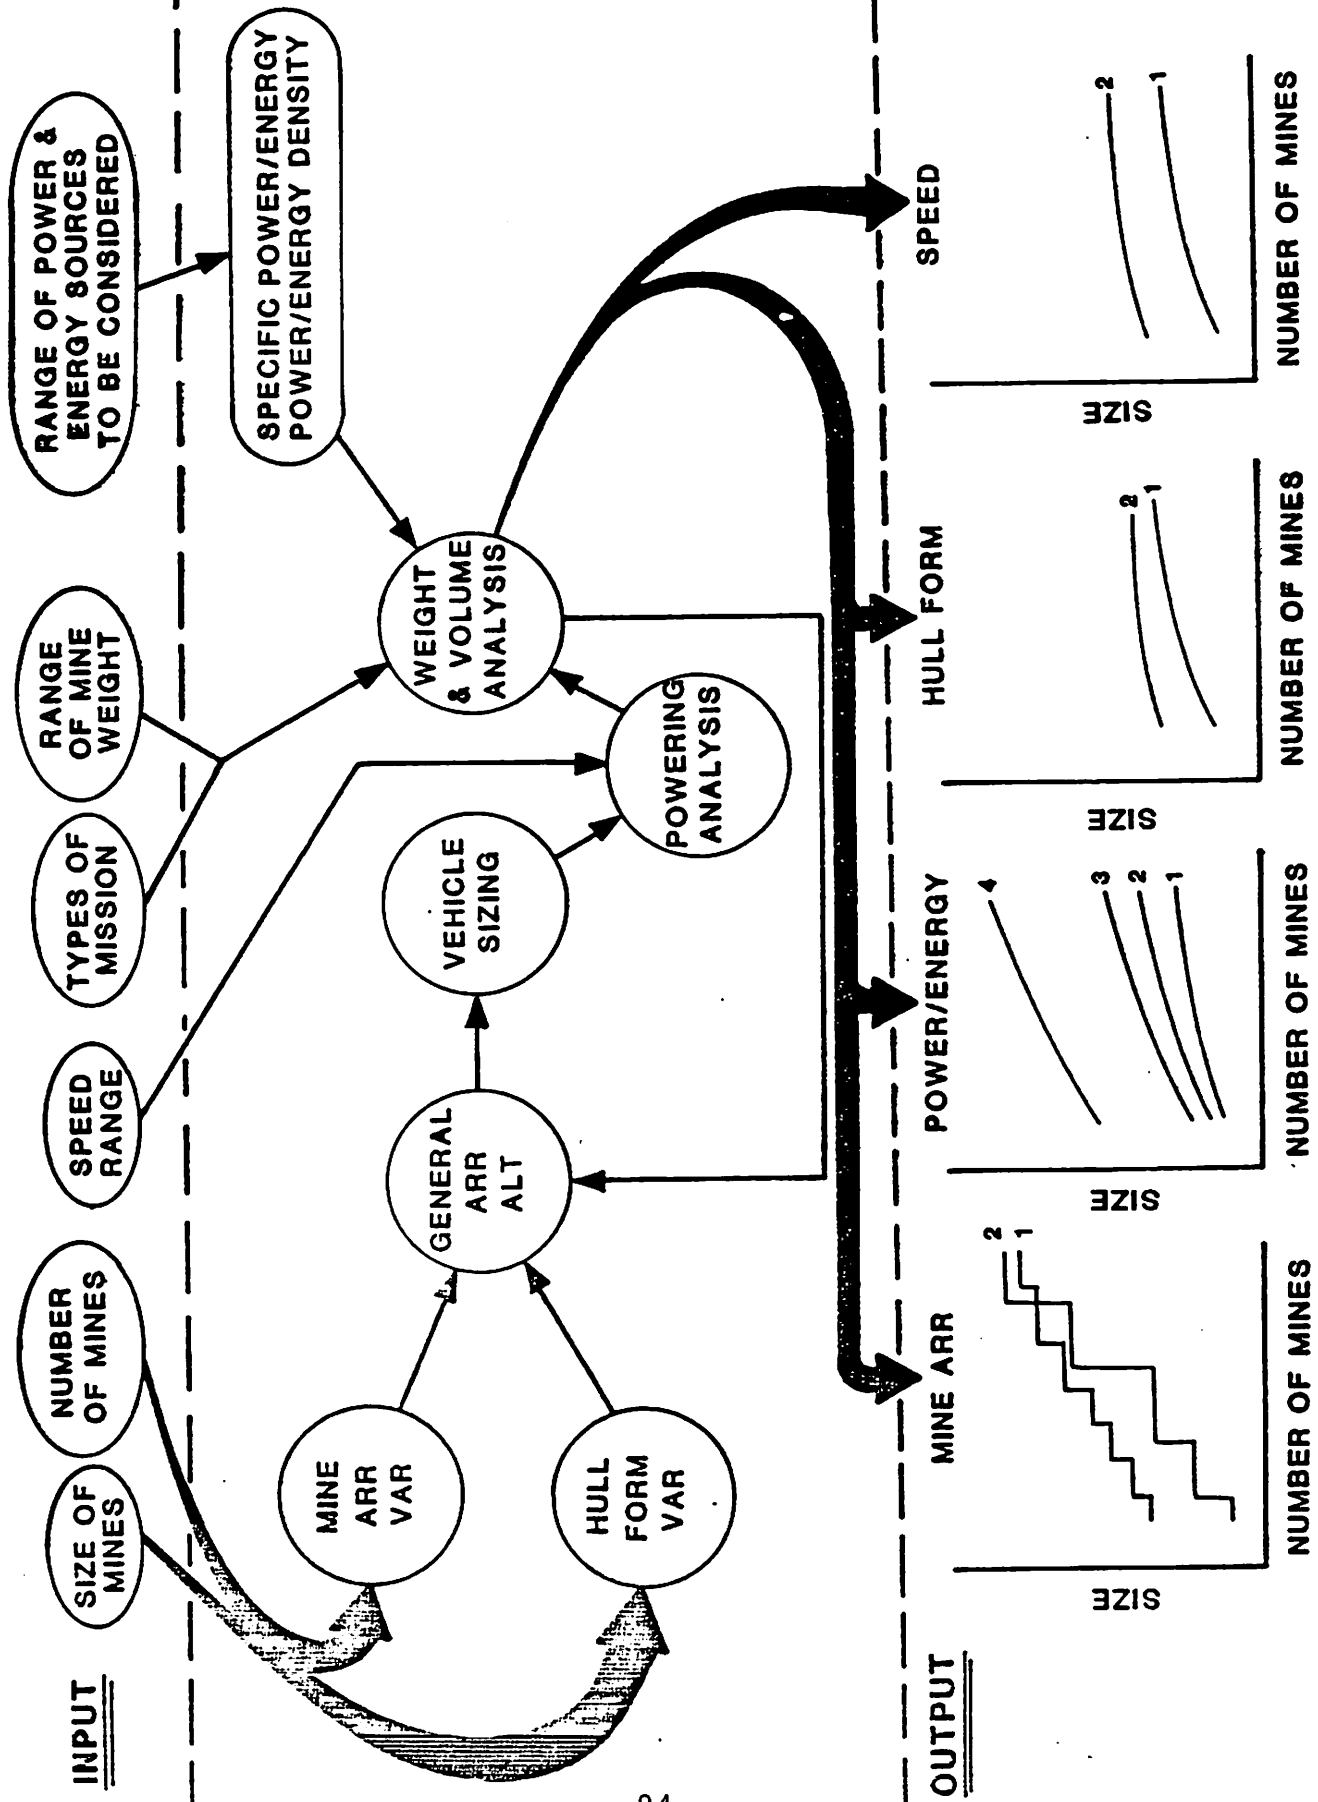 INPUT
SIZE OF
MINES
NUMBER
OF MINES
SPEED
RANGE
TYPES OF
MISSION
RANGE
OF MINE
WEIGHT
RANGE OF POWER &
ENERGY SOURCES
TO BE CONSIDERED
SPECIFIC POWER/ENERGY
POWER/ENERGY DENSITY
MINE
ARR
VAR
HULL
FORM
VAR
GENERAL
ARR
ALT
VEHICLE
SIZING
POWERING
ANALYSIS
WEIGHT
& VOLUME
ANALYSIS
OUTPUT
MINE ARR
2
1
SIZE
NUMBER OF MINES
POWER/ENERGY
4
3
2
1
SIZE
NUMBER OF MINES
HULL FORM
2
1
SIZE
NUMBER OF MINES
SPEED
2
1
SIZE
NUMBER OF MINES